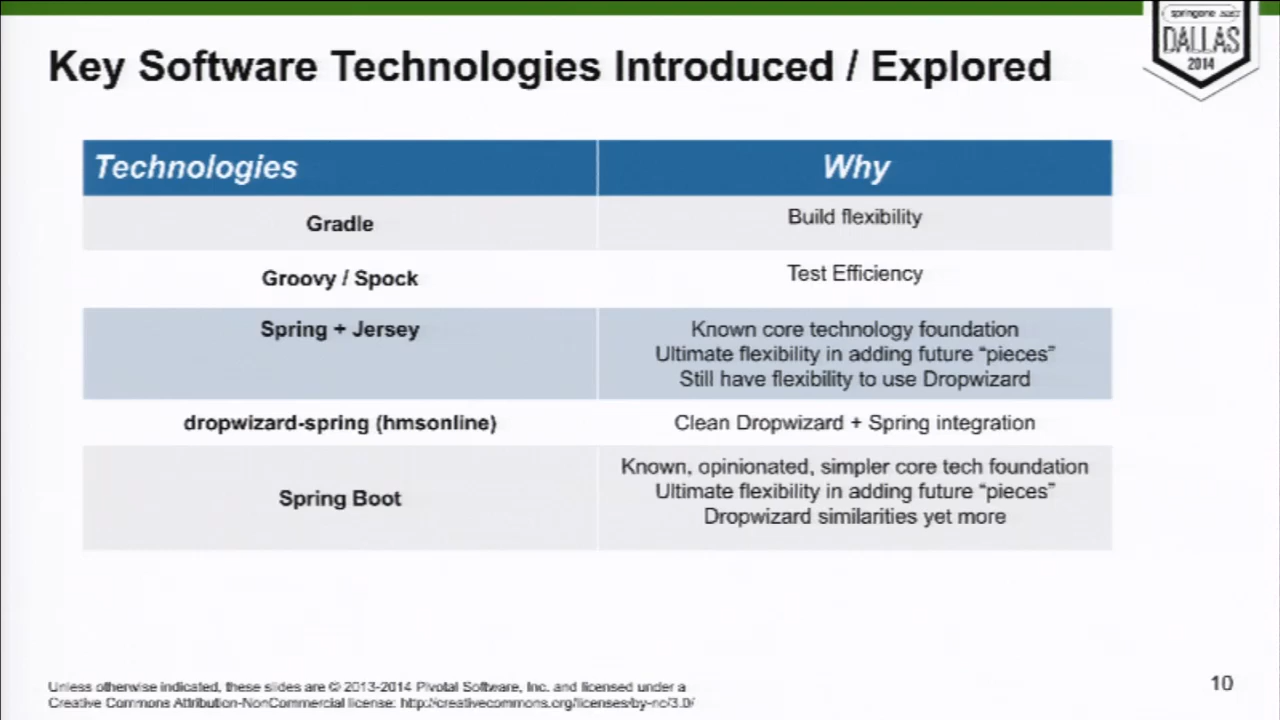 springone 2GX
DALLAS
2014
Key Software Technologies Introduced / Explored
Technologies
Why
Gradle
Build flexibility
Groovy / Spock
Test Efficiency
Spring + Jersey
Known core technology foundation
Ultimate flexibility in adding future “pieces”
Still have flexibility to use Dropwizard
dropwizard-spring (hmsonline)
Clean Dropwizard + Spring integration
Spring Boot
Known, opinionated, simpler core tech foundation
Ultimate flexibility in adding future “pieces”
Dropwizard similarities yet more
Unless otherwise indicated, these slides are © 2013-2014 Pivotal Software, Inc. and licensed under a
Creative Commons Attribution-NonCommercial license: http://creativecommons.org/licenses/by-nc/3.0/
10